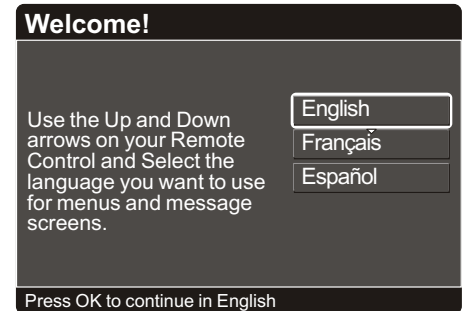 Welcome!
Use the Up and Down
arrows on your Remote
Control and Select the
language you want to use
for menus and message
screens.
English
Français
Español
Press OK to continue in English